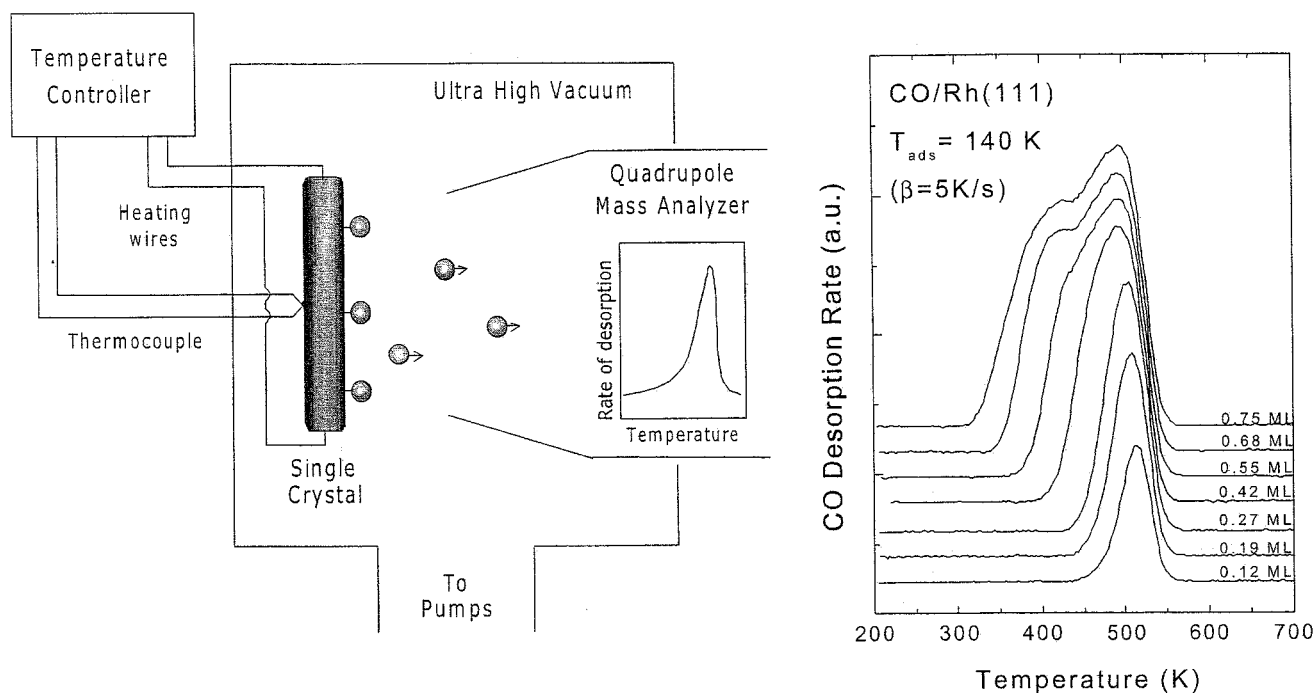 Temperature
Controller
Ultra High Vacuum
Quadrupole
Mass Analyzer
Heating
wires
Thermocouple
Rate of desorption
Temperature
Single
Crystal
To
Pumps
CO/Rh(111)
T_ads = 140 K
(β=5K/s)
CO Desorption Rate (a.u.)
0.75 ML
0.68 ML
0.55 ML
0.42 ML
0.27 ML
0.19 ML
0.12 ML
200 300 400 500 600 700
Temperature (K)